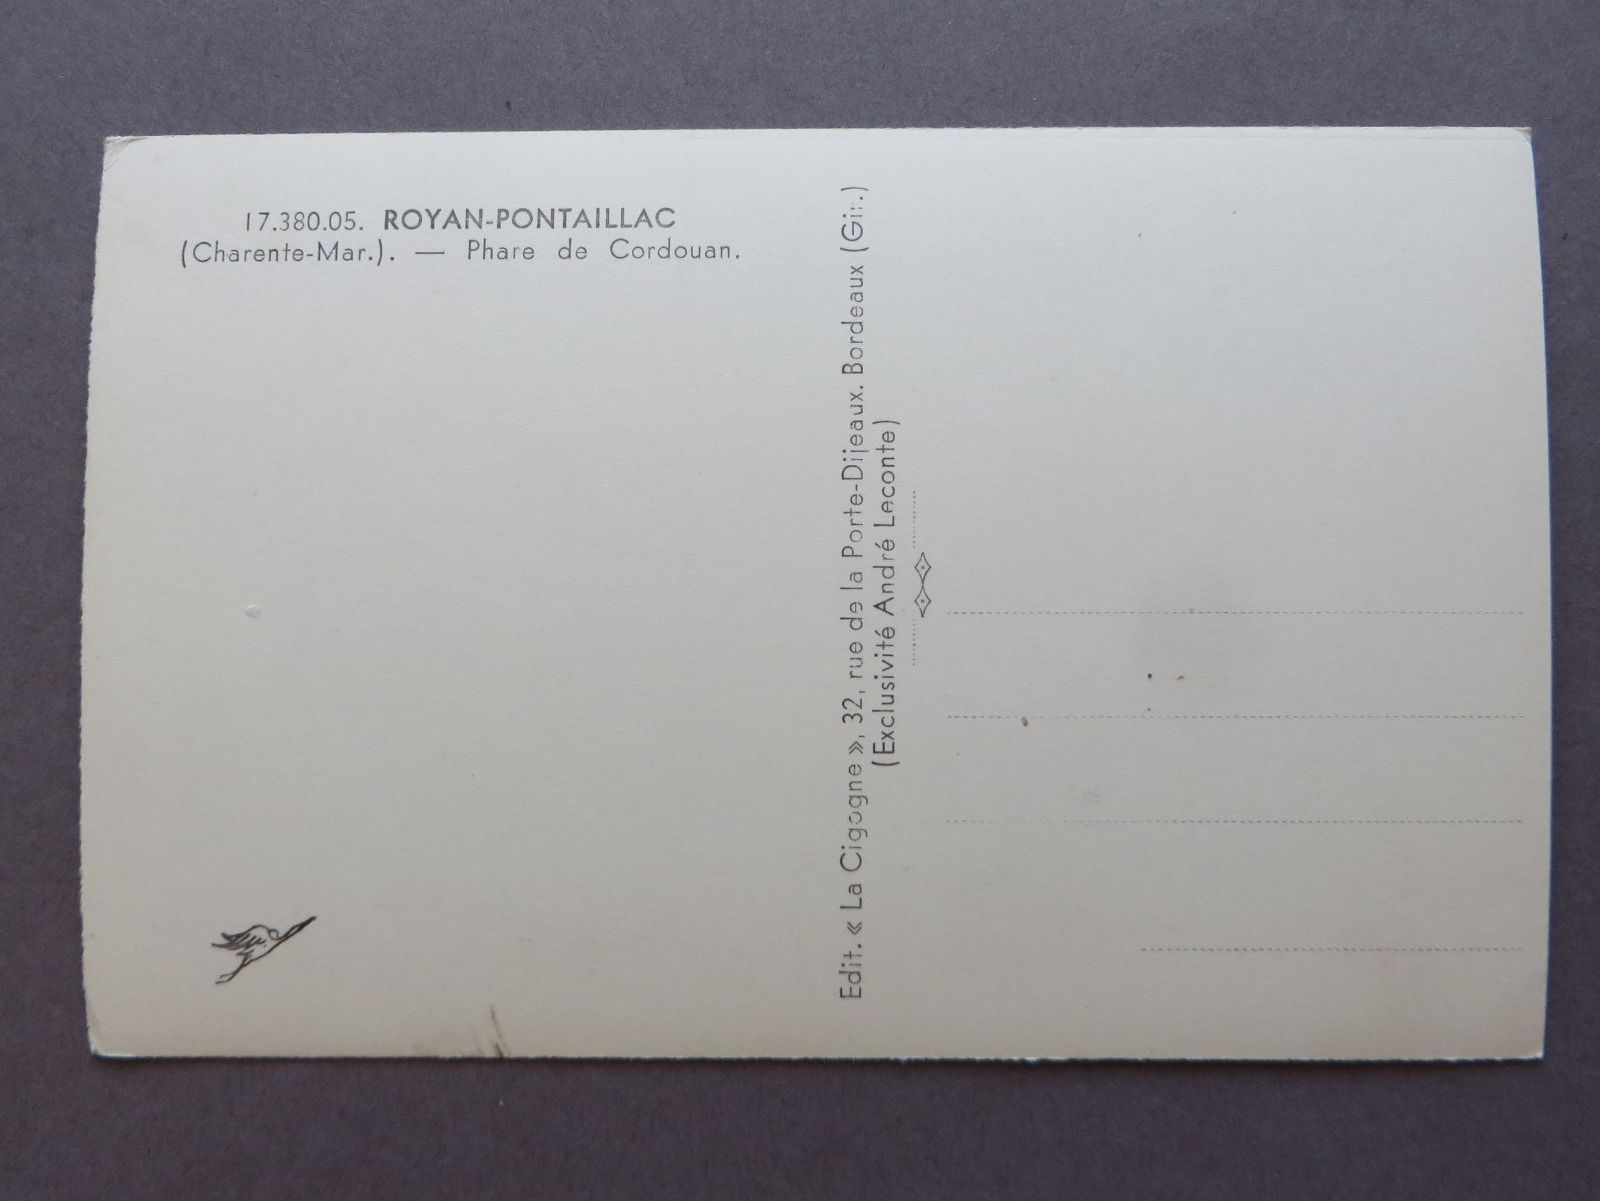 17.380.05. ROYAN-PONTAILLAC
(Charente-Mar.). — Phare de Cordouan.
Edit. « La Cigogne », 32, rue de la Porte-Dijeaux. Bordeaux (Gir.)
(Exclusivité André Leconte)